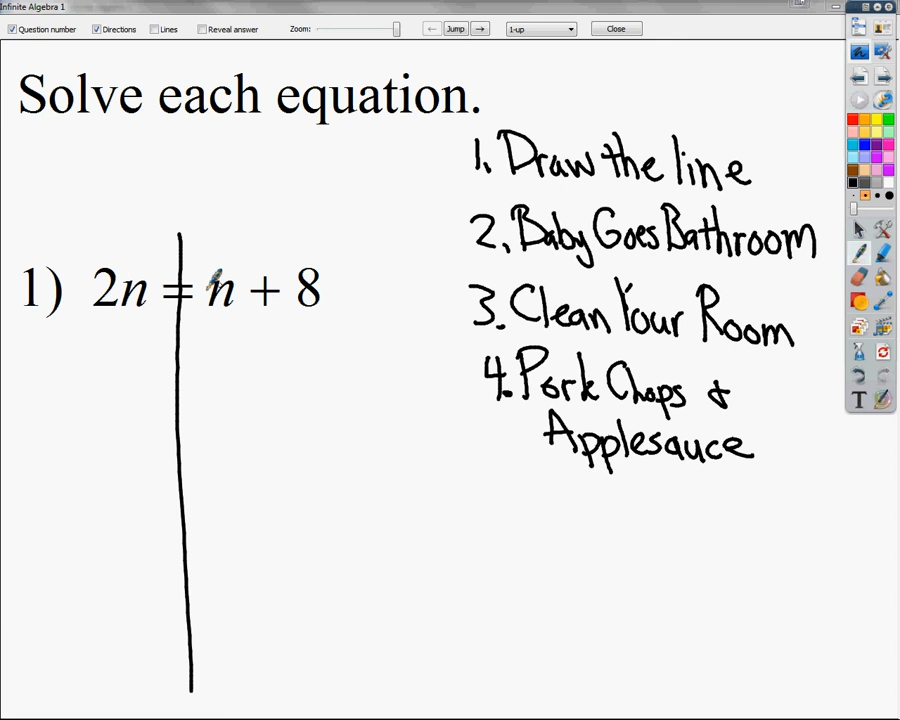 Infinite Algebra 1
Question number Directions Lines Reveal answer Zoom: Jump 1-up Close
Solve each equation.
1. Draw the line
2. Baby Goes Bathroom
1) 2n = n + 8
3. Clean Your Room
4. Pork Chops &
Applesauce
T